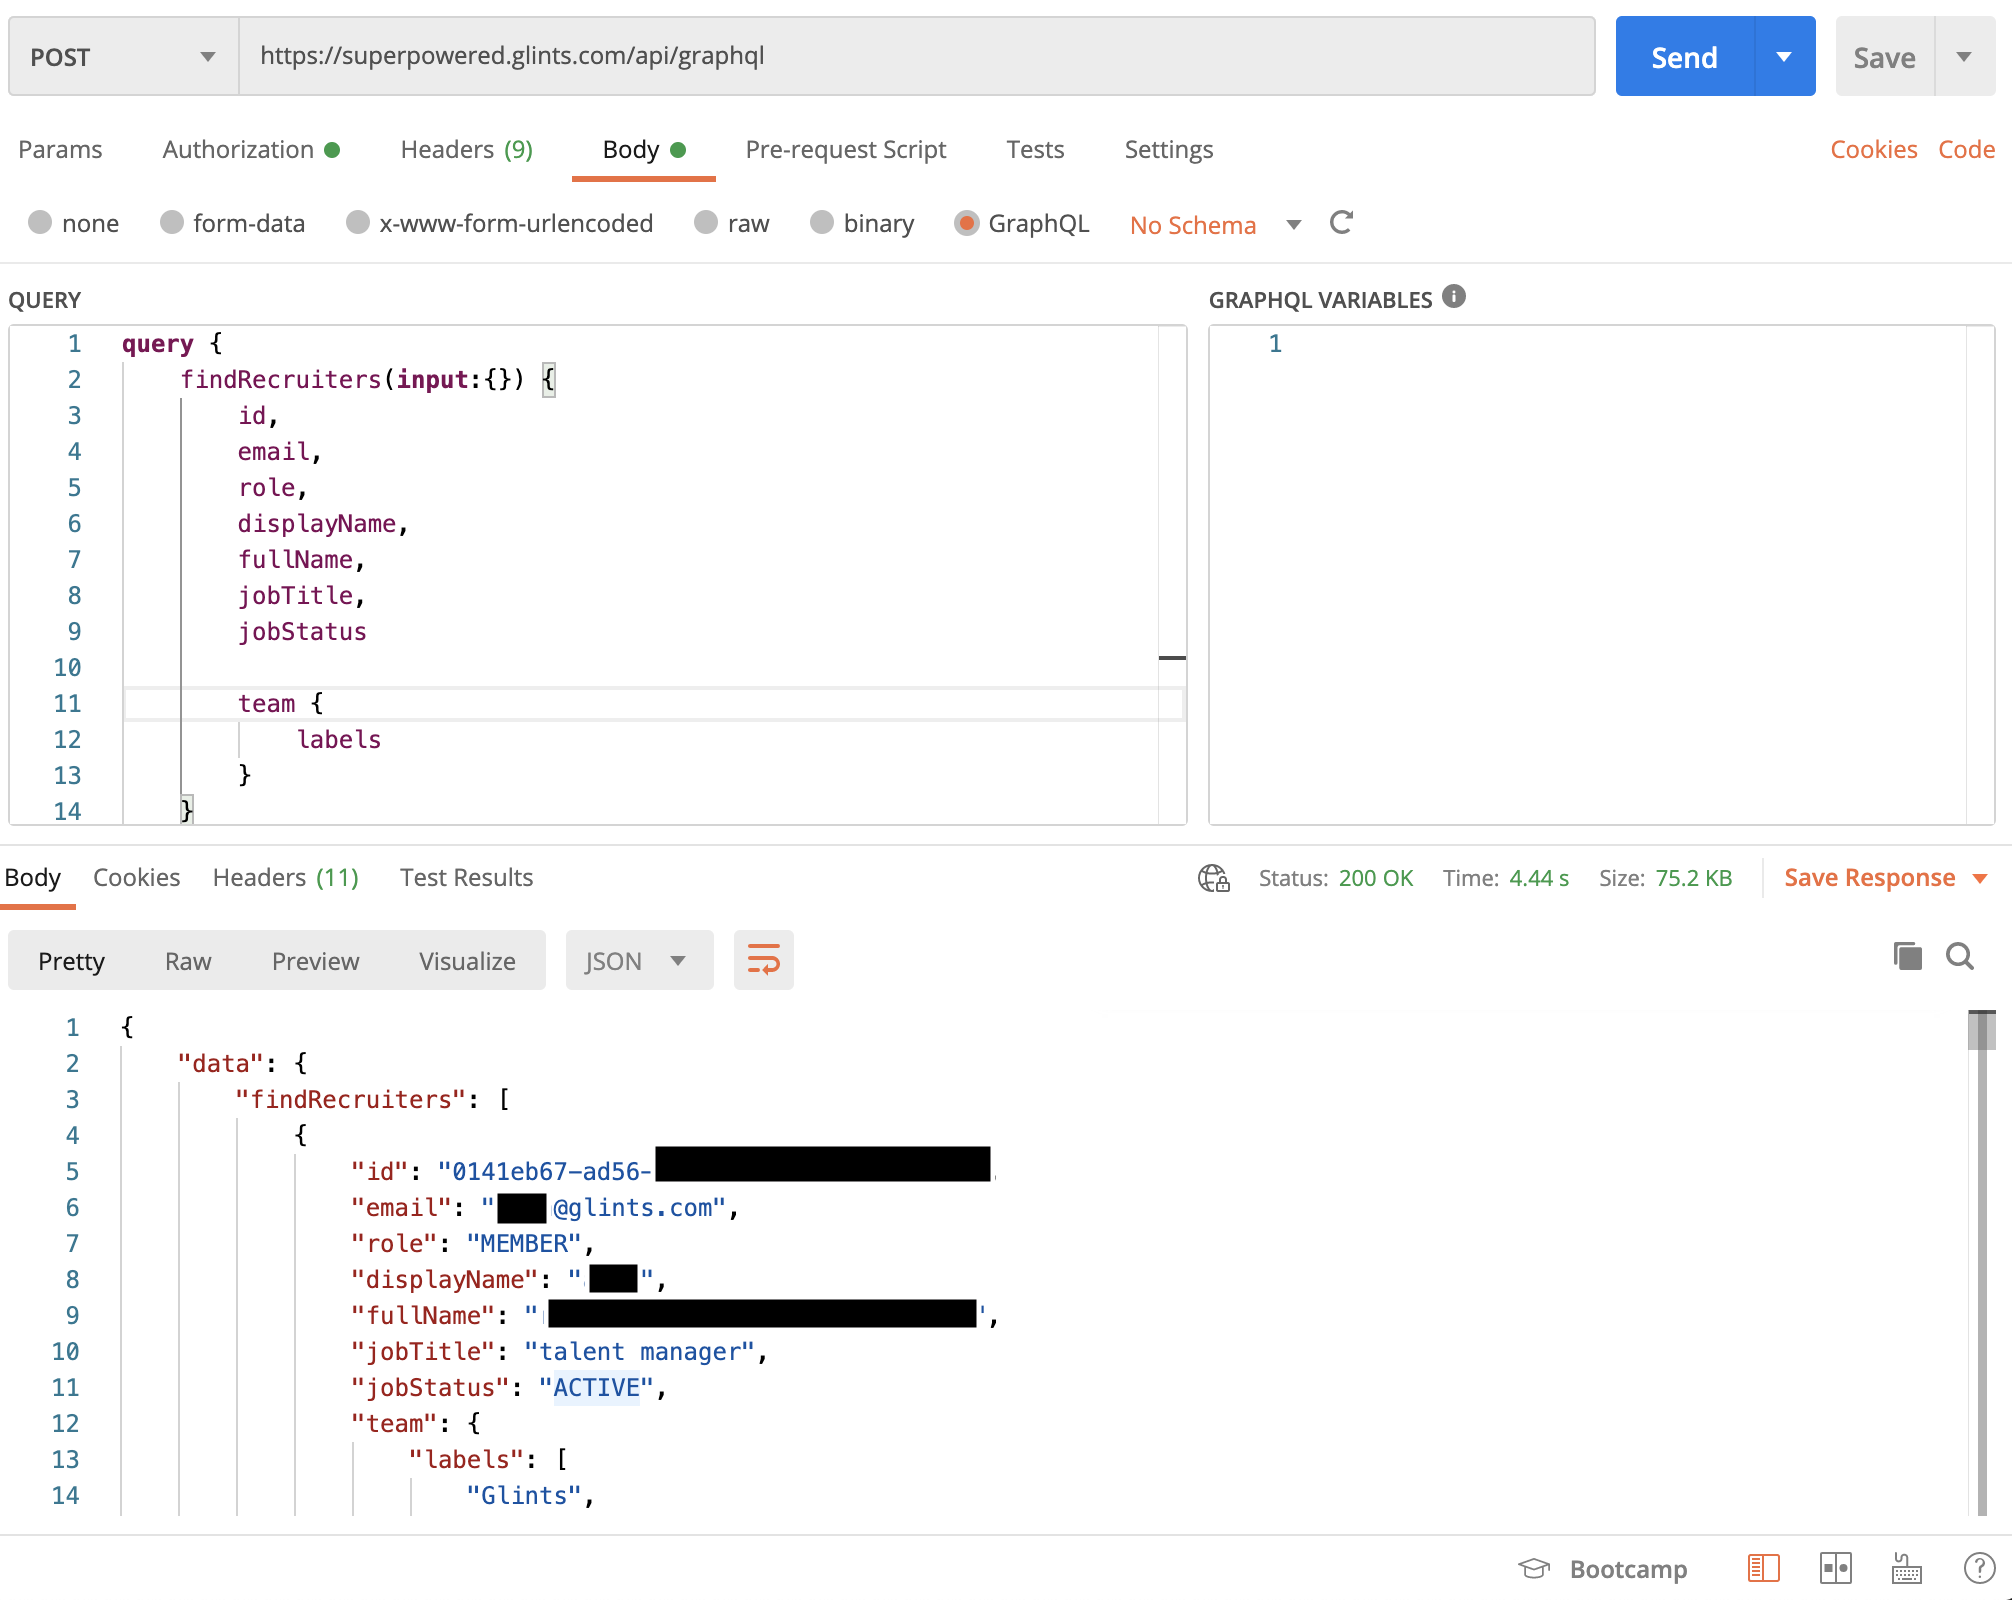 POST https://superpowered.glints.com/api/graphql Send Save
Params Authorization Headers (9) Body Pre-request Script Tests Settings Cookies Code
none form-data x-www-form-urlencoded raw binary GraphQL No Schema
QUERY
1 query {
2 findRecruiters(input:{}) {
3 id,
4 email,
5 role,
6 displayName,
7 fullName,
8 jobTitle,
9 jobStatus
10
11 team {
12 labels
13 }
14 }
GRAPHQL VARIABLES
1
Body Cookies Headers (11) Test Results Status: 200 OK Time: 4.44 s Size: 75.2 KB Save Response
Pretty Raw Preview Visualize JSON
1 {
2 "data": {
3 "findRecruiters": [
4 {
5 "id": "0141eb67-ad56-
6 "email": "@glints.com",
7 "role": "MEMBER",
8 "displayName": "",
9 "fullName": "",
10 "jobTitle": "talent manager",
11 "jobStatus": "ACTIVE",
12 "team": {
13 "labels": [
14 "Glints",
Bootcamp